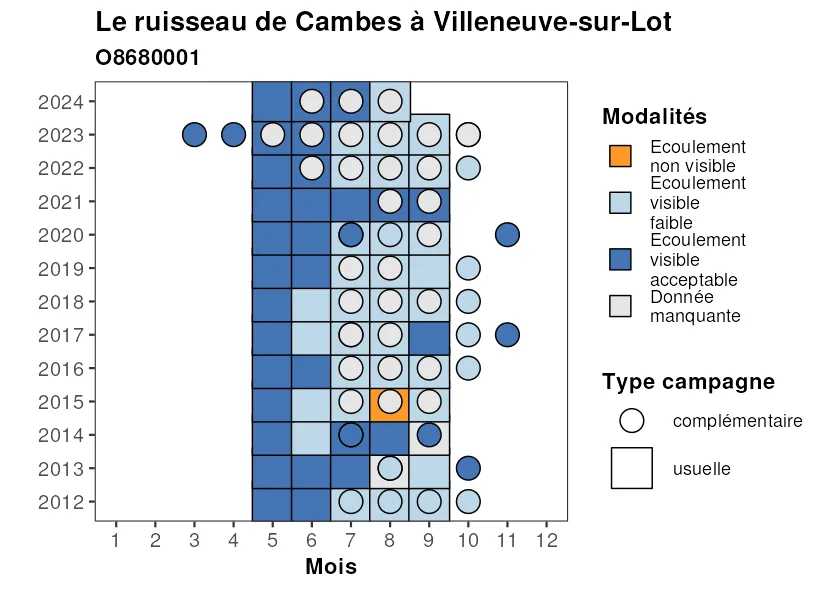 Le ruisseau de Cambes à Villeneuve-sur-Lot
O8680001
2024
2023
2022
2021
2020
2019
2018
2017
2016
2015
2014
2013
2012
1 2 3 4 5 6 7 8 9 10 11 12
Mois
Modalités
Ecoulement
non visible
Ecoulement
visible
faible
Ecoulement
visible
acceptable
Donnée
manquante
Type campagne
complémentaire
usuelle